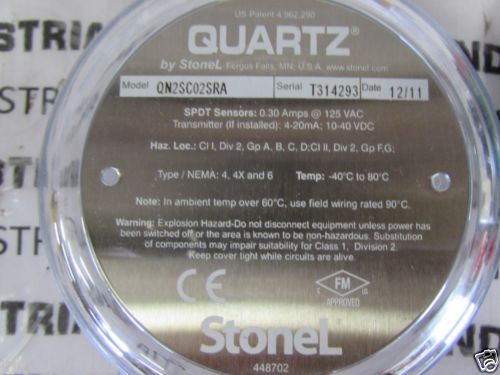 US Patent 4,962,290
QUARTZ®
by StoneL Fergus Falls, MN, U.S.A. www.stonel.com
Model QN2SC02SRA Serial T314293 Date 12/11
SPDT Sensors: 0.30 Amps @ 125 VAC
Transmitter (If installed): 4-20mA; 10-40 VDC
Haz. Loc.: Cl I, Div 2, Gp A, B, C, D;Cl II, Div 2, Gp F,G;
Type / NEMA: 4, 4X and 6 Temp: -40°C to 80°C
Note: In ambient temp over 60°C, use field wiring rated 90°C.
Warning: Explosion Hazard-Do not disconnect equipment unless power has
been switched off or the area is known to be non-hazardous. Substitution
of components may impair suitability for Class 1, Division 2.
Keep cover tight while circuits are alive.
CE
C FM US
APPROVED
StoneL
448702